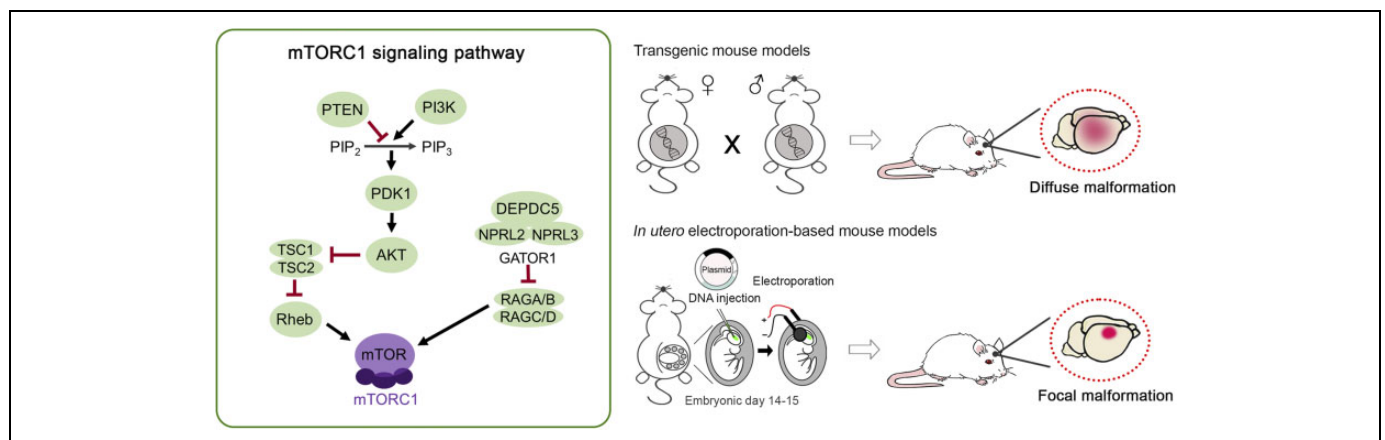 mTORC1 signaling pathway
PTEN
PI3K
PIP2
PIP3
PDK1
DEPDC5
NPRL2
NPRL3
GATOR1
TSC1
TSC2
AKT
RAGA/B
RAGC/D
Rheb
mTOR
mTORC1
Transgenic mouse models
♀
♂
X
Diffuse malformation
In utero electroporation-based mouse models
Plasmid
Electroporation
DNA injection
+
-
Embryonic day 14-15
Focal malformation